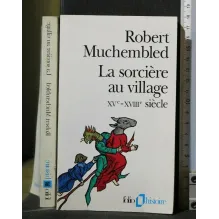 Robert
Muchembled
La sorcière
au village
XVe-XVIIIe siècle
folio histoire